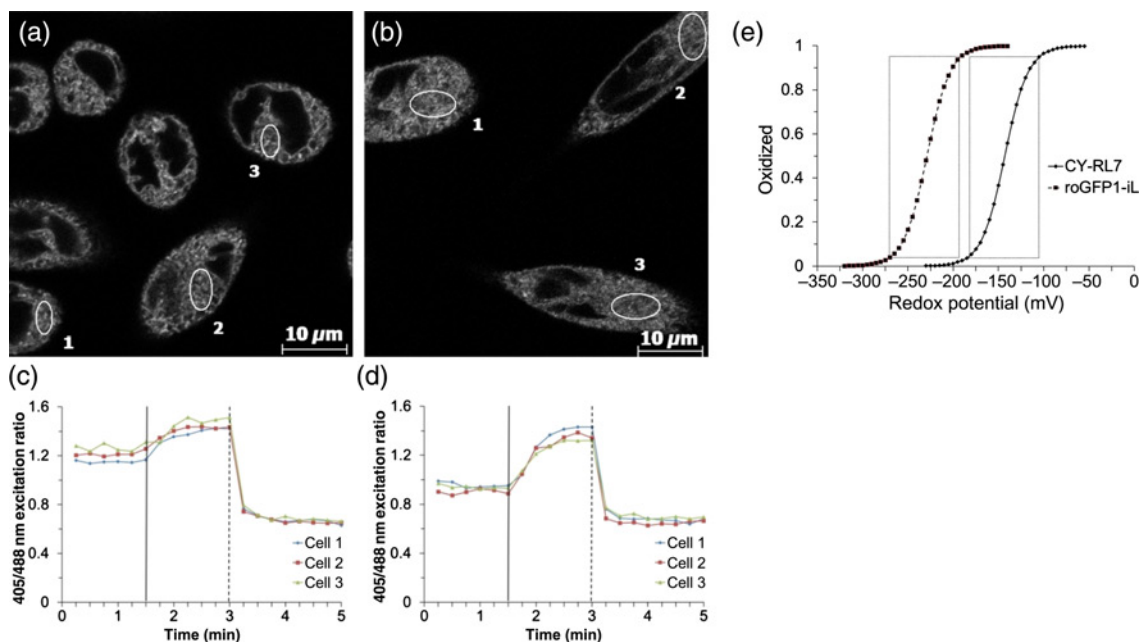 (a)
3
2
1
10 µm
(b)
1
2
3
10 µm
(e)
1
0.8
0.6
0.4
0.2
0
Oxidized
–350 –300 –250 –200 –150 –100 –50 0
Redox potential (mV)
CY-RL7
roGFP1-iL
(c)
1.6
1.2
0.8
0.4
0
405/488 nm excitation ratio
Cell 1
Cell 2
Cell 3
0 1 2 3 4 5
Time (min)
(d)
1.6
1.2
0.8
0.4
0
405/488 nm excitation ratio
Cell 1
Cell 2
Cell 3
0 1 2 3 4 5
Time (min)